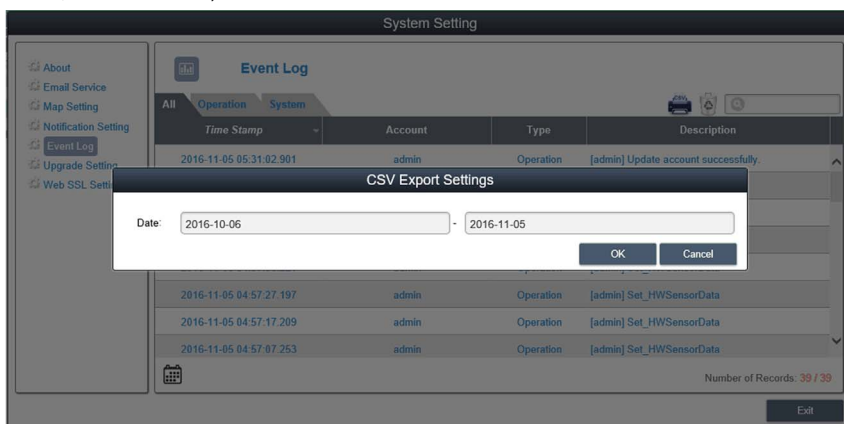 System Setting
About
Email Service
Map Setting
Notification Setting
Event Log
Upgrade Setting
Web SSL
Event Log
All Operation System
Time Stamp Account Type Description
2016-11-05 05:31:02.901 admin Operation [admin] Update account successfully.
CSV Export Settings
Date: 2016-10-06 - 2016-11-05
OK Cancel
2016-11-05 04:57:27.197 admin Operation [admin] Set_HWSensorData
2016-11-05 04:57:17.209 admin Operation [admin] Set_HWSensorData
2016-11-05 04:57:07.253 admin Operation [admin] Set_HWSensorData
Number of Records: 39 / 39
Exit